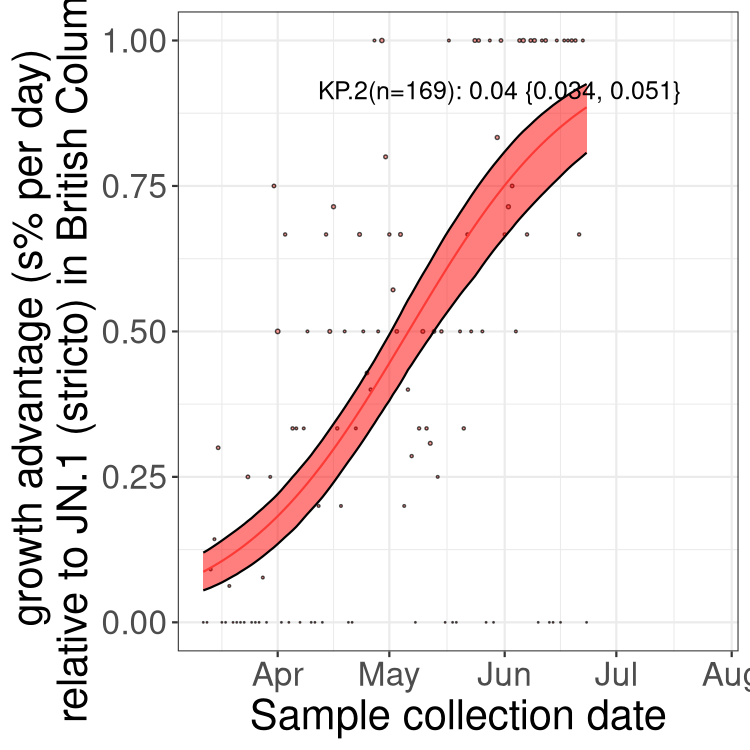 growth advantage (s% per day)
relative to JN.1 (stricto) in British Colum
1.00
0.75
0.50
0.25
0.00
KP.2(n=169): 0.04 {0.034, 0.051}
Apr May Jun Jul Aug
Sample collection date